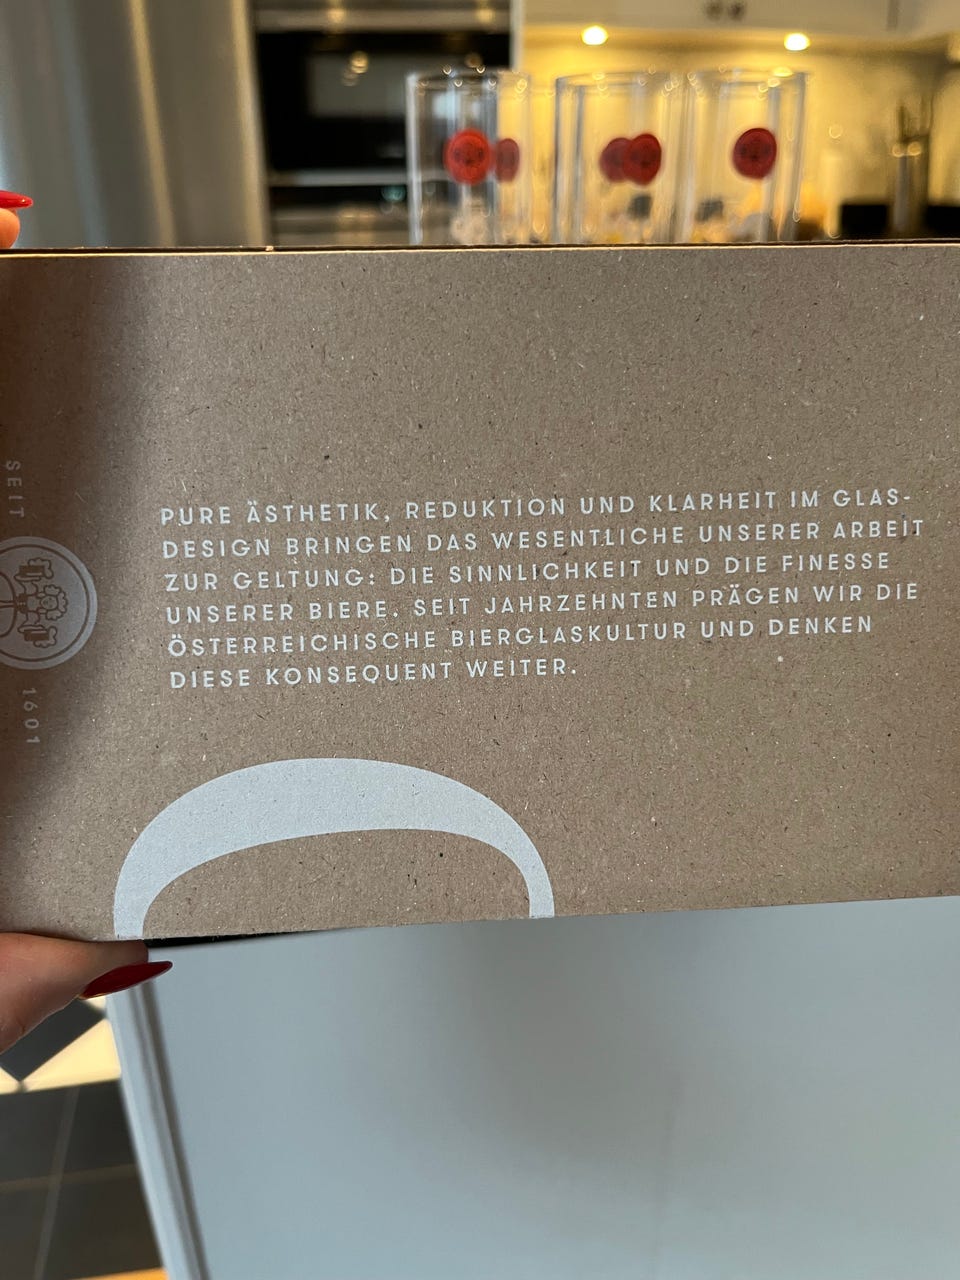 PURE ÄSTHETIK, REDUKTION UND KLARHEIT IM GLAS-
DESIGN BRINGEN DAS WESENTLICHE UNSERER ARBEIT
ZUR GELTUNG: DIE SINNLICHKEIT UND DIE FINESSE
UNSERER BIERE. SEIT JAHRZEHNTEN PRÄGEN WIR DIE
ÖSTERREICHISCHE BIERGLASKULTUR UND DENKEN
DIESE KONSEQUENT WEITER.
SEIT
1601